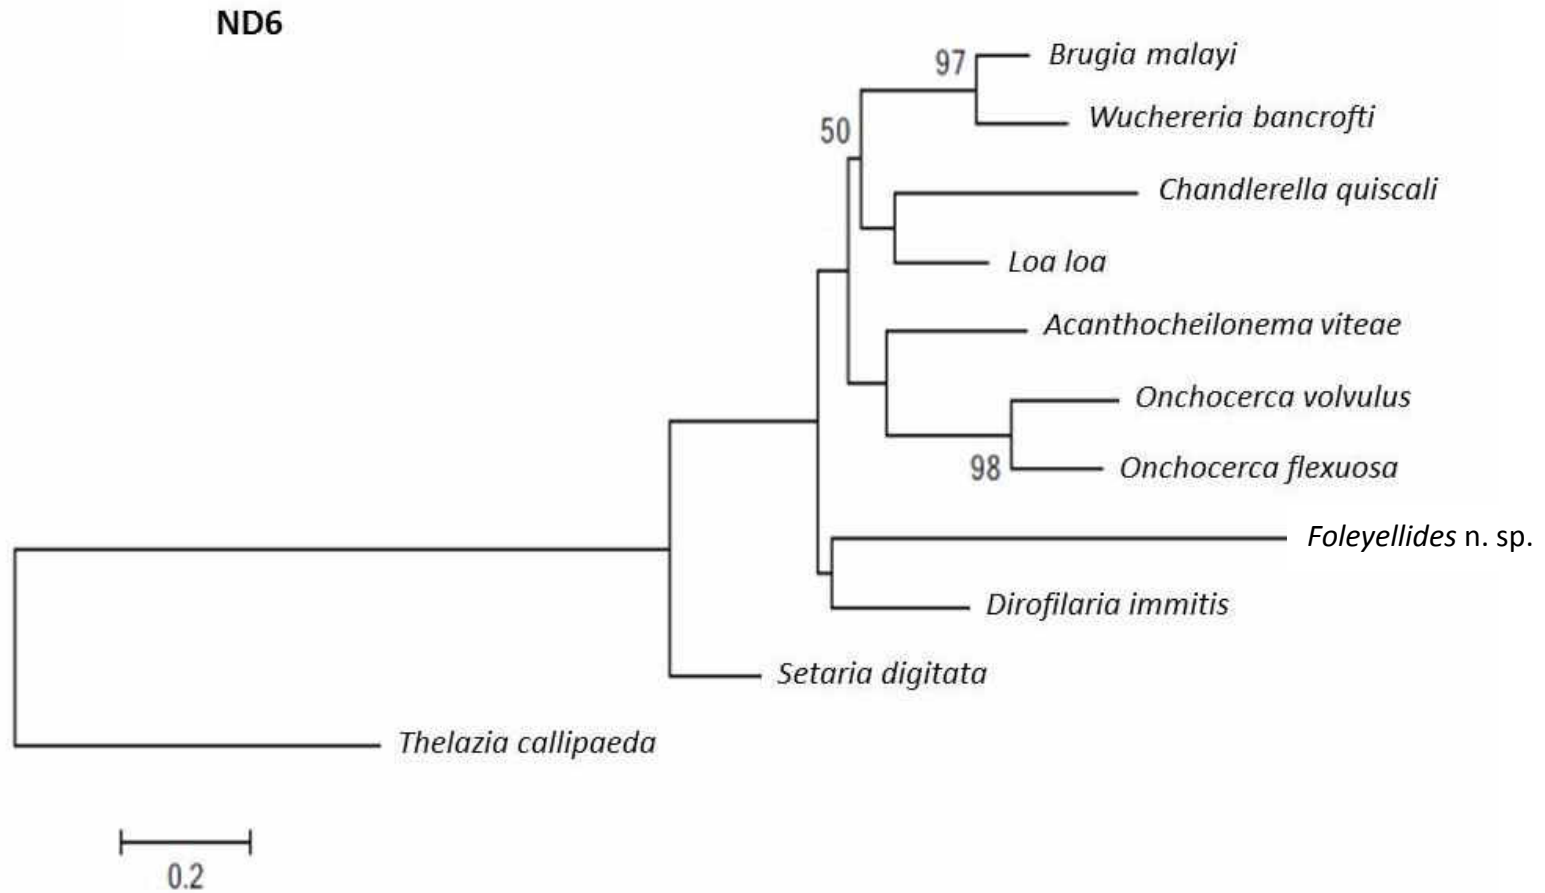 ND6
97
Brugia malayi
Wuchereria bancrofti
50
Chandlerella quiscali
Loa loa
Acanthocheilonema viteae
Onchocerca volvulus
98
Onchocerca flexuosa
Foleyellides n. sp.
Dirofilaria immitis
Setaria digitata
Thelazia callipaeda
0.2